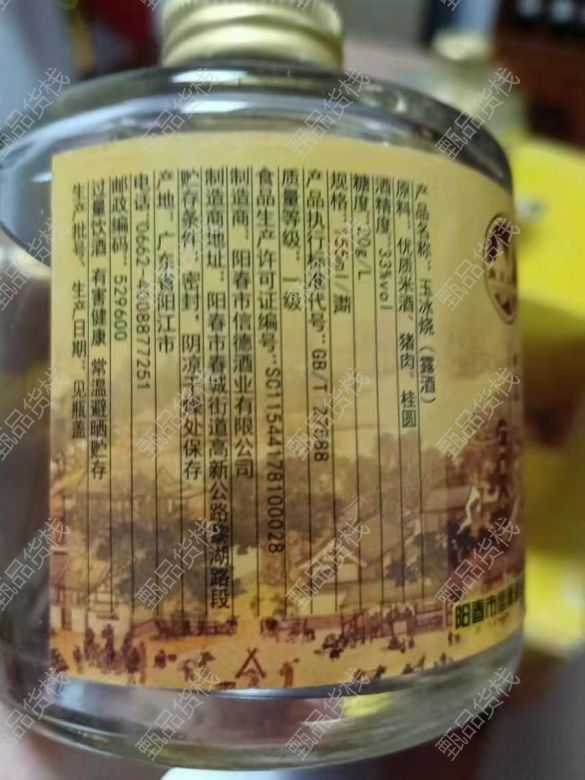 产品名称：玉冰烧（露酒）
原料：优质米酒、猪肉、桂圆
酒精度：33%vol
糖度：10g/L
规格：155ml/瓶
产品执行标准代号：GB/T 27588
质量等级：一级
食品生产许可证编号：SC11544178100028
制造商：阳春市信德酒业有限公司
制造商地址：阳春市春城街道高新公路黎湖路段
贮存条件：密封，阴凉干燥处保存
产地：广东省阳江市
邮政编码：529600
过量饮酒 有害健康 常温避晒贮存
生产批号、生产日期：见瓶盖
阳春市
甄品货栈